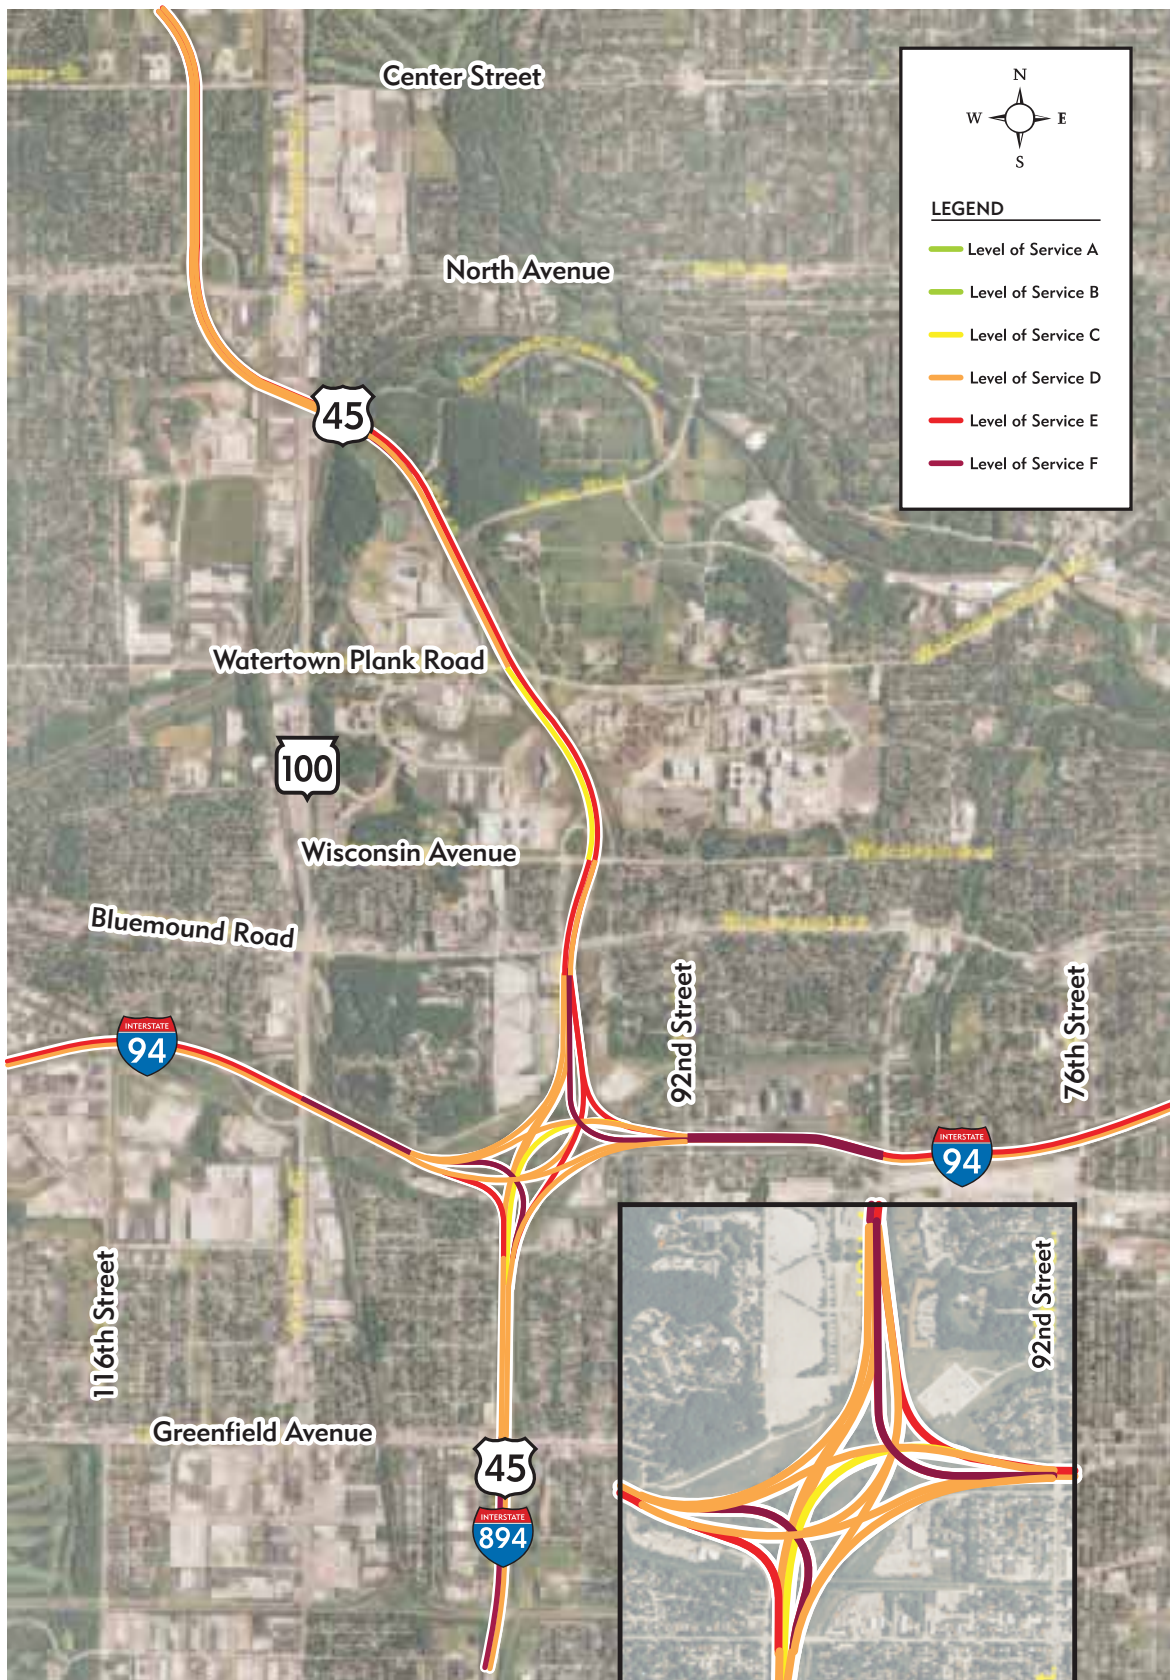 Center Street
N
W
E
S
LEGEND
Level of Service A
Level of Service B
Level of Service C
Level of Service D
Level of Service E
Level of Service F
North Avenue
45
Watertown Plank Road
100
Wisconsin Avenue
Bluemound Road
92nd Street
76th Street
INTERSTATE
94
INTERSTATE
94
116th Street
92nd Street
Greenfield Avenue
45
INTERSTATE
894